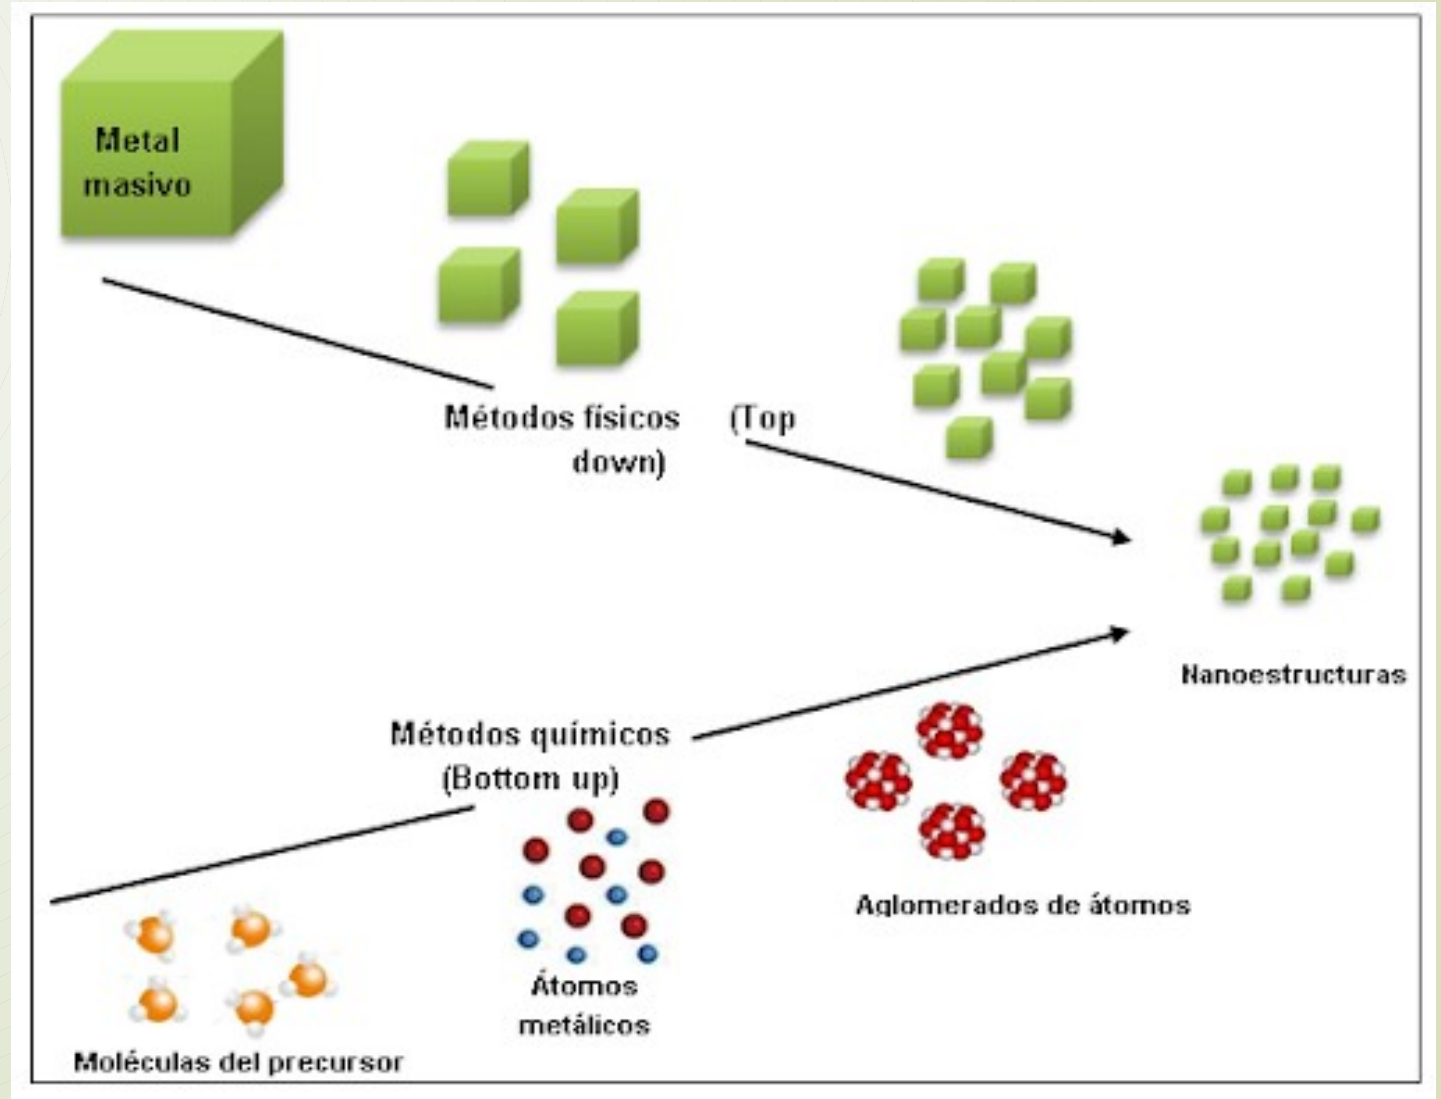 Metal
masivo
Métodos físicos (Top
down)
Nanoestructuras
Métodos químicos
(Bottom up)
Aglomerados de átomos
Átomos
metálicos
Moléculas del precursor